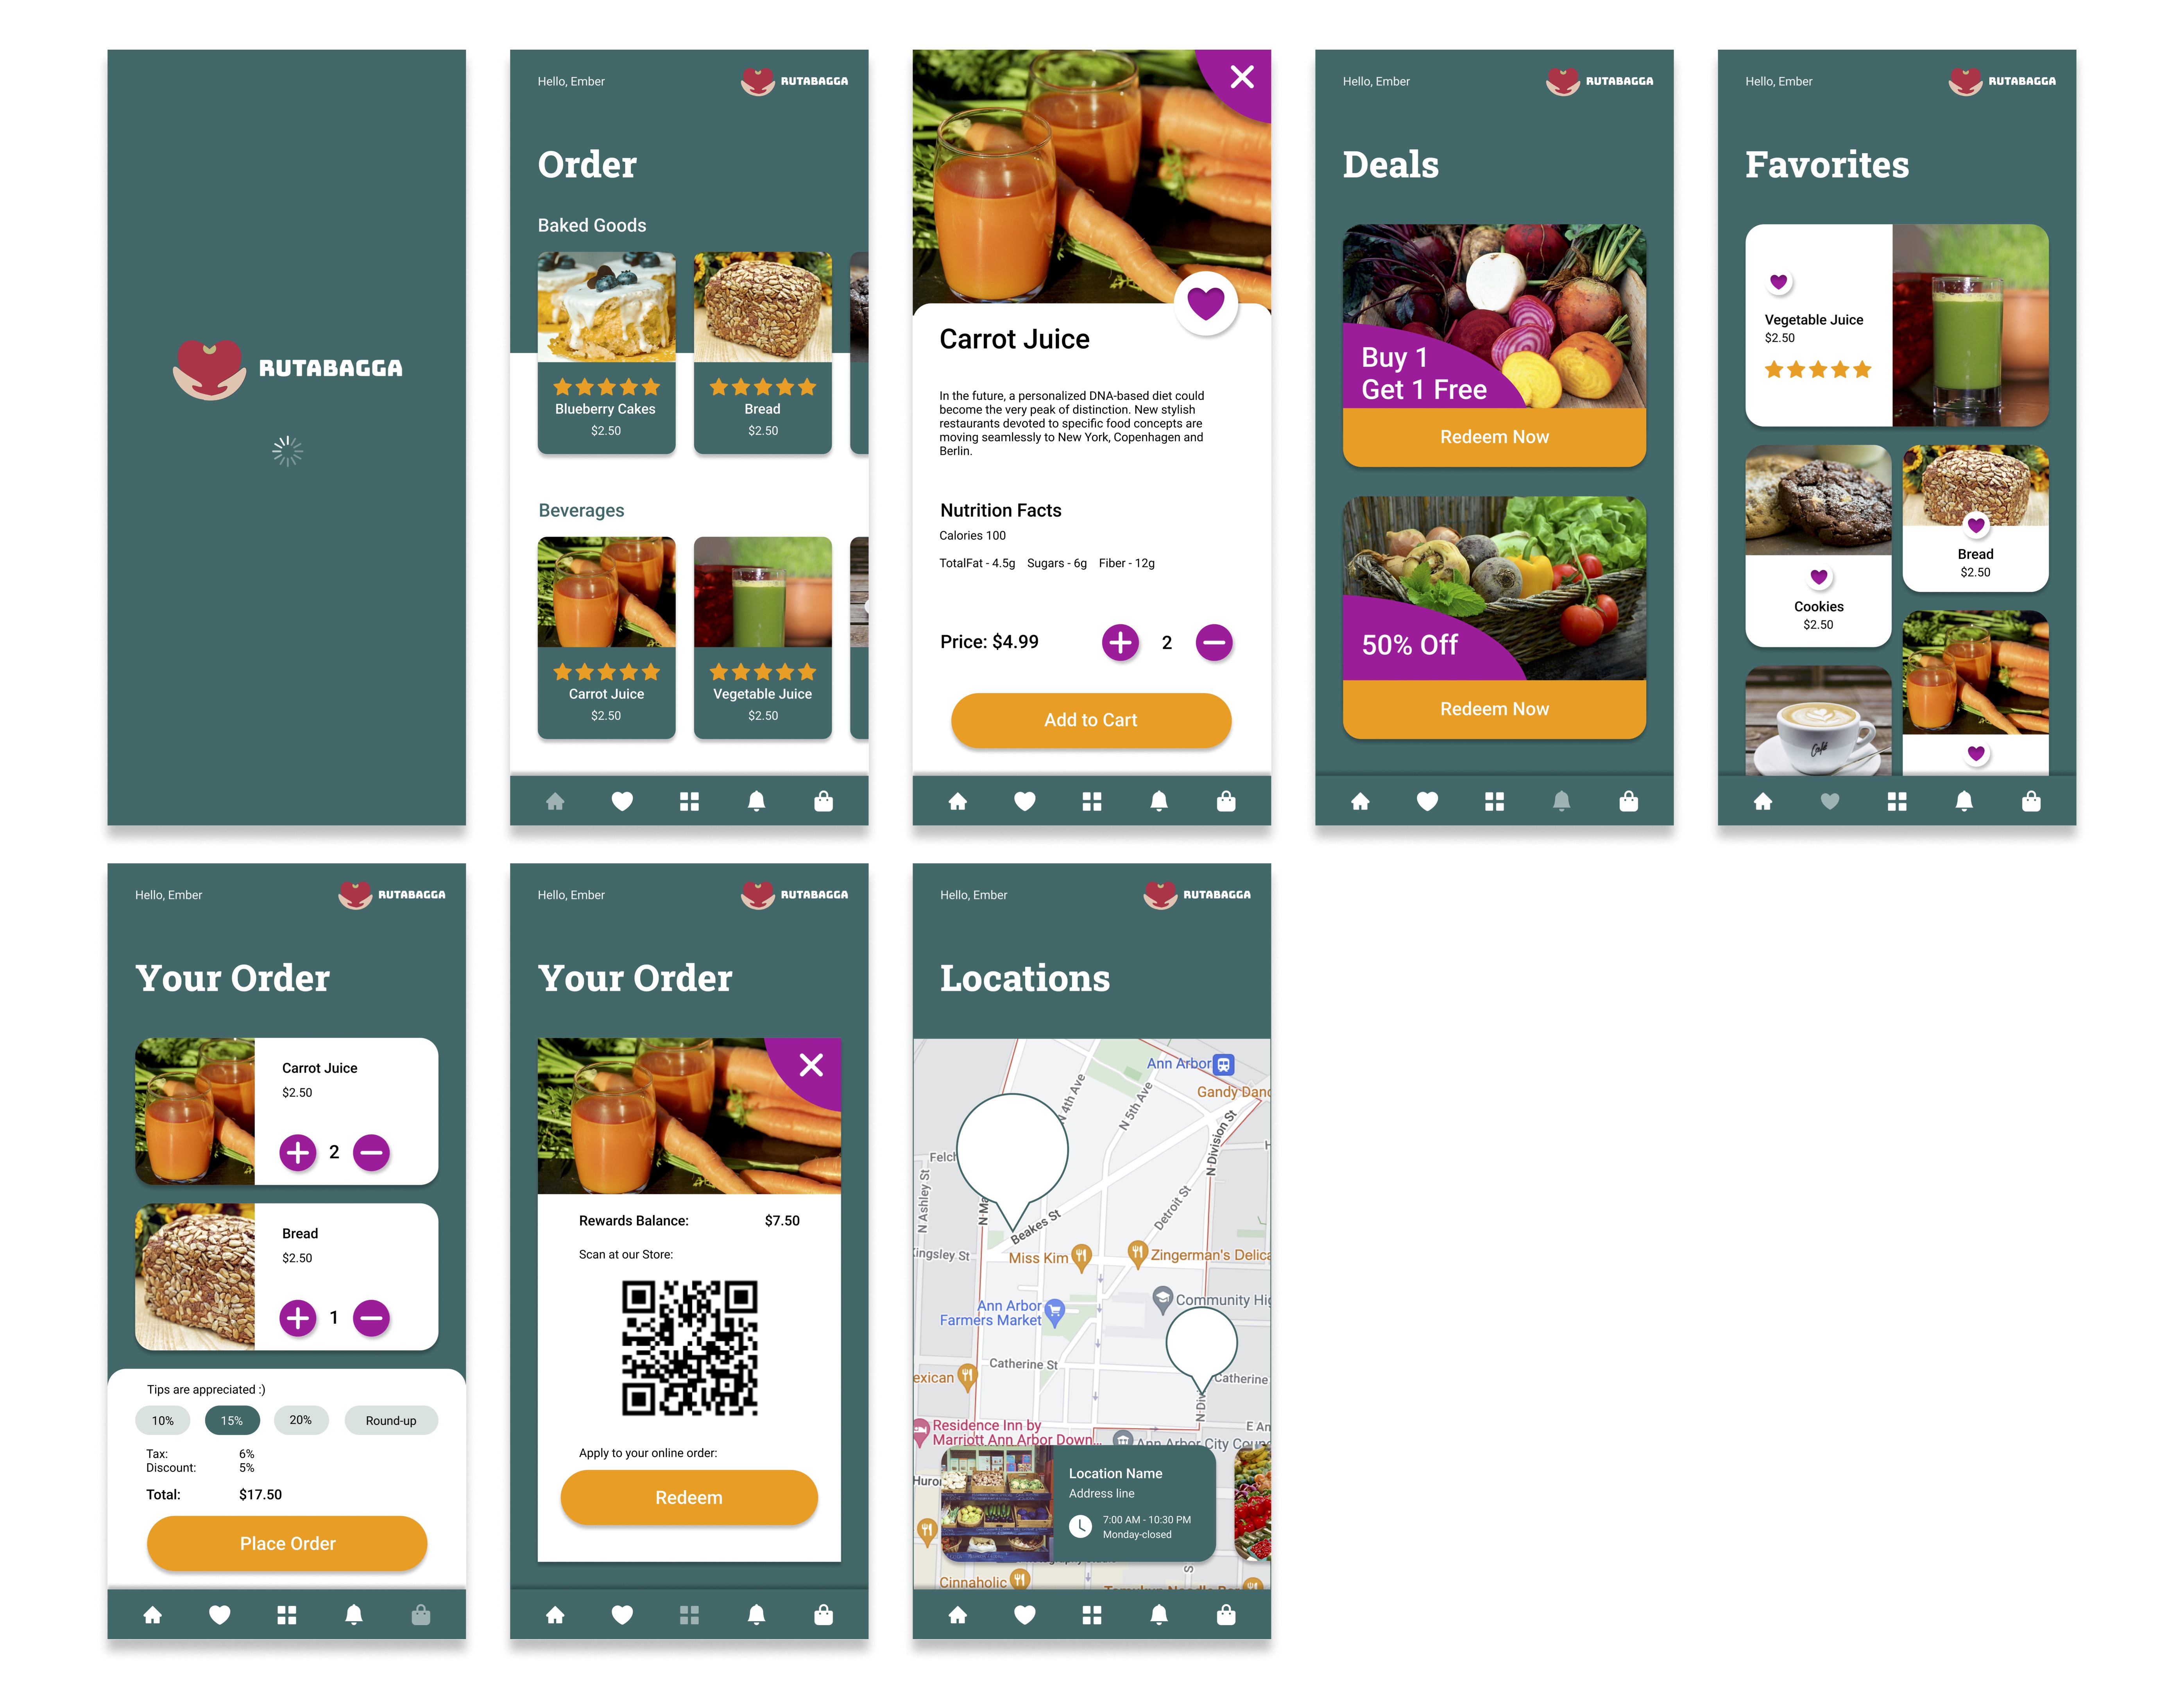 RUTABAGGA
Hello, Ember
RUTABAGGA
Order
Baked Goods
Blueberry Cakes
$2.50
Bread
$2.50
Beverages
Carrot Juice
$2.50
Vegetable Juice
$2.50
Carrot Juice
In the future, a personalized DNA-based diet could
become the very peak of distinction. New stylish
restaurants devoted to specific food concepts are
moving seamlessly to New York, Copenhagen and
Berlin.
Nutrition Facts
Calories 100
TotalFat - 4.5g Sugars - 6g Fiber - 12g
Price: $4.99
2
Add to Cart
Hello, Ember
RUTABAGGA
Deals
Buy 1
Get 1 Free
Redeem Now
50% Off
Redeem Now
Hello, Ember
RUTABAGGA
Favorites
Vegetable Juice
$2.50
Cookies
$2.50
Bread
$2.50
Café
Hello, Ember
RUTABAGGA
Your Order
Carrot Juice
$2.50
2
Bread
$2.50
1
Tips are appreciated :)
10%
15%
20%
Round-up
Tax: 6%
Discount: 5%
Total: $17.50
Place Order
Hello, Ember
RUTABAGGA
Your Order
Rewards Balance: $7.50
Scan at our Store:
Apply to your online order:
Redeem
Hello, Ember
RUTABAGGA
Locations
Ann Arbor
Gandy Danc
N 4th Ave
N 5th Ave
N Division St
Felch
N Ashley St
N Ma
Beakes St
Detroit St
Kingsley St
Miss Kim
Zingerman's Delica
Ann Arbor
Farmers Market
Community Hig
Catherine St
exican
Catherine
N Div
Residence Inn by
Marriott Ann Arbor Down...
E An
Ann Arbor City Counc
Huron
Location Name
Address line
7:00 AM - 10:30 PM
Monday-closed
S
Cinnaholic